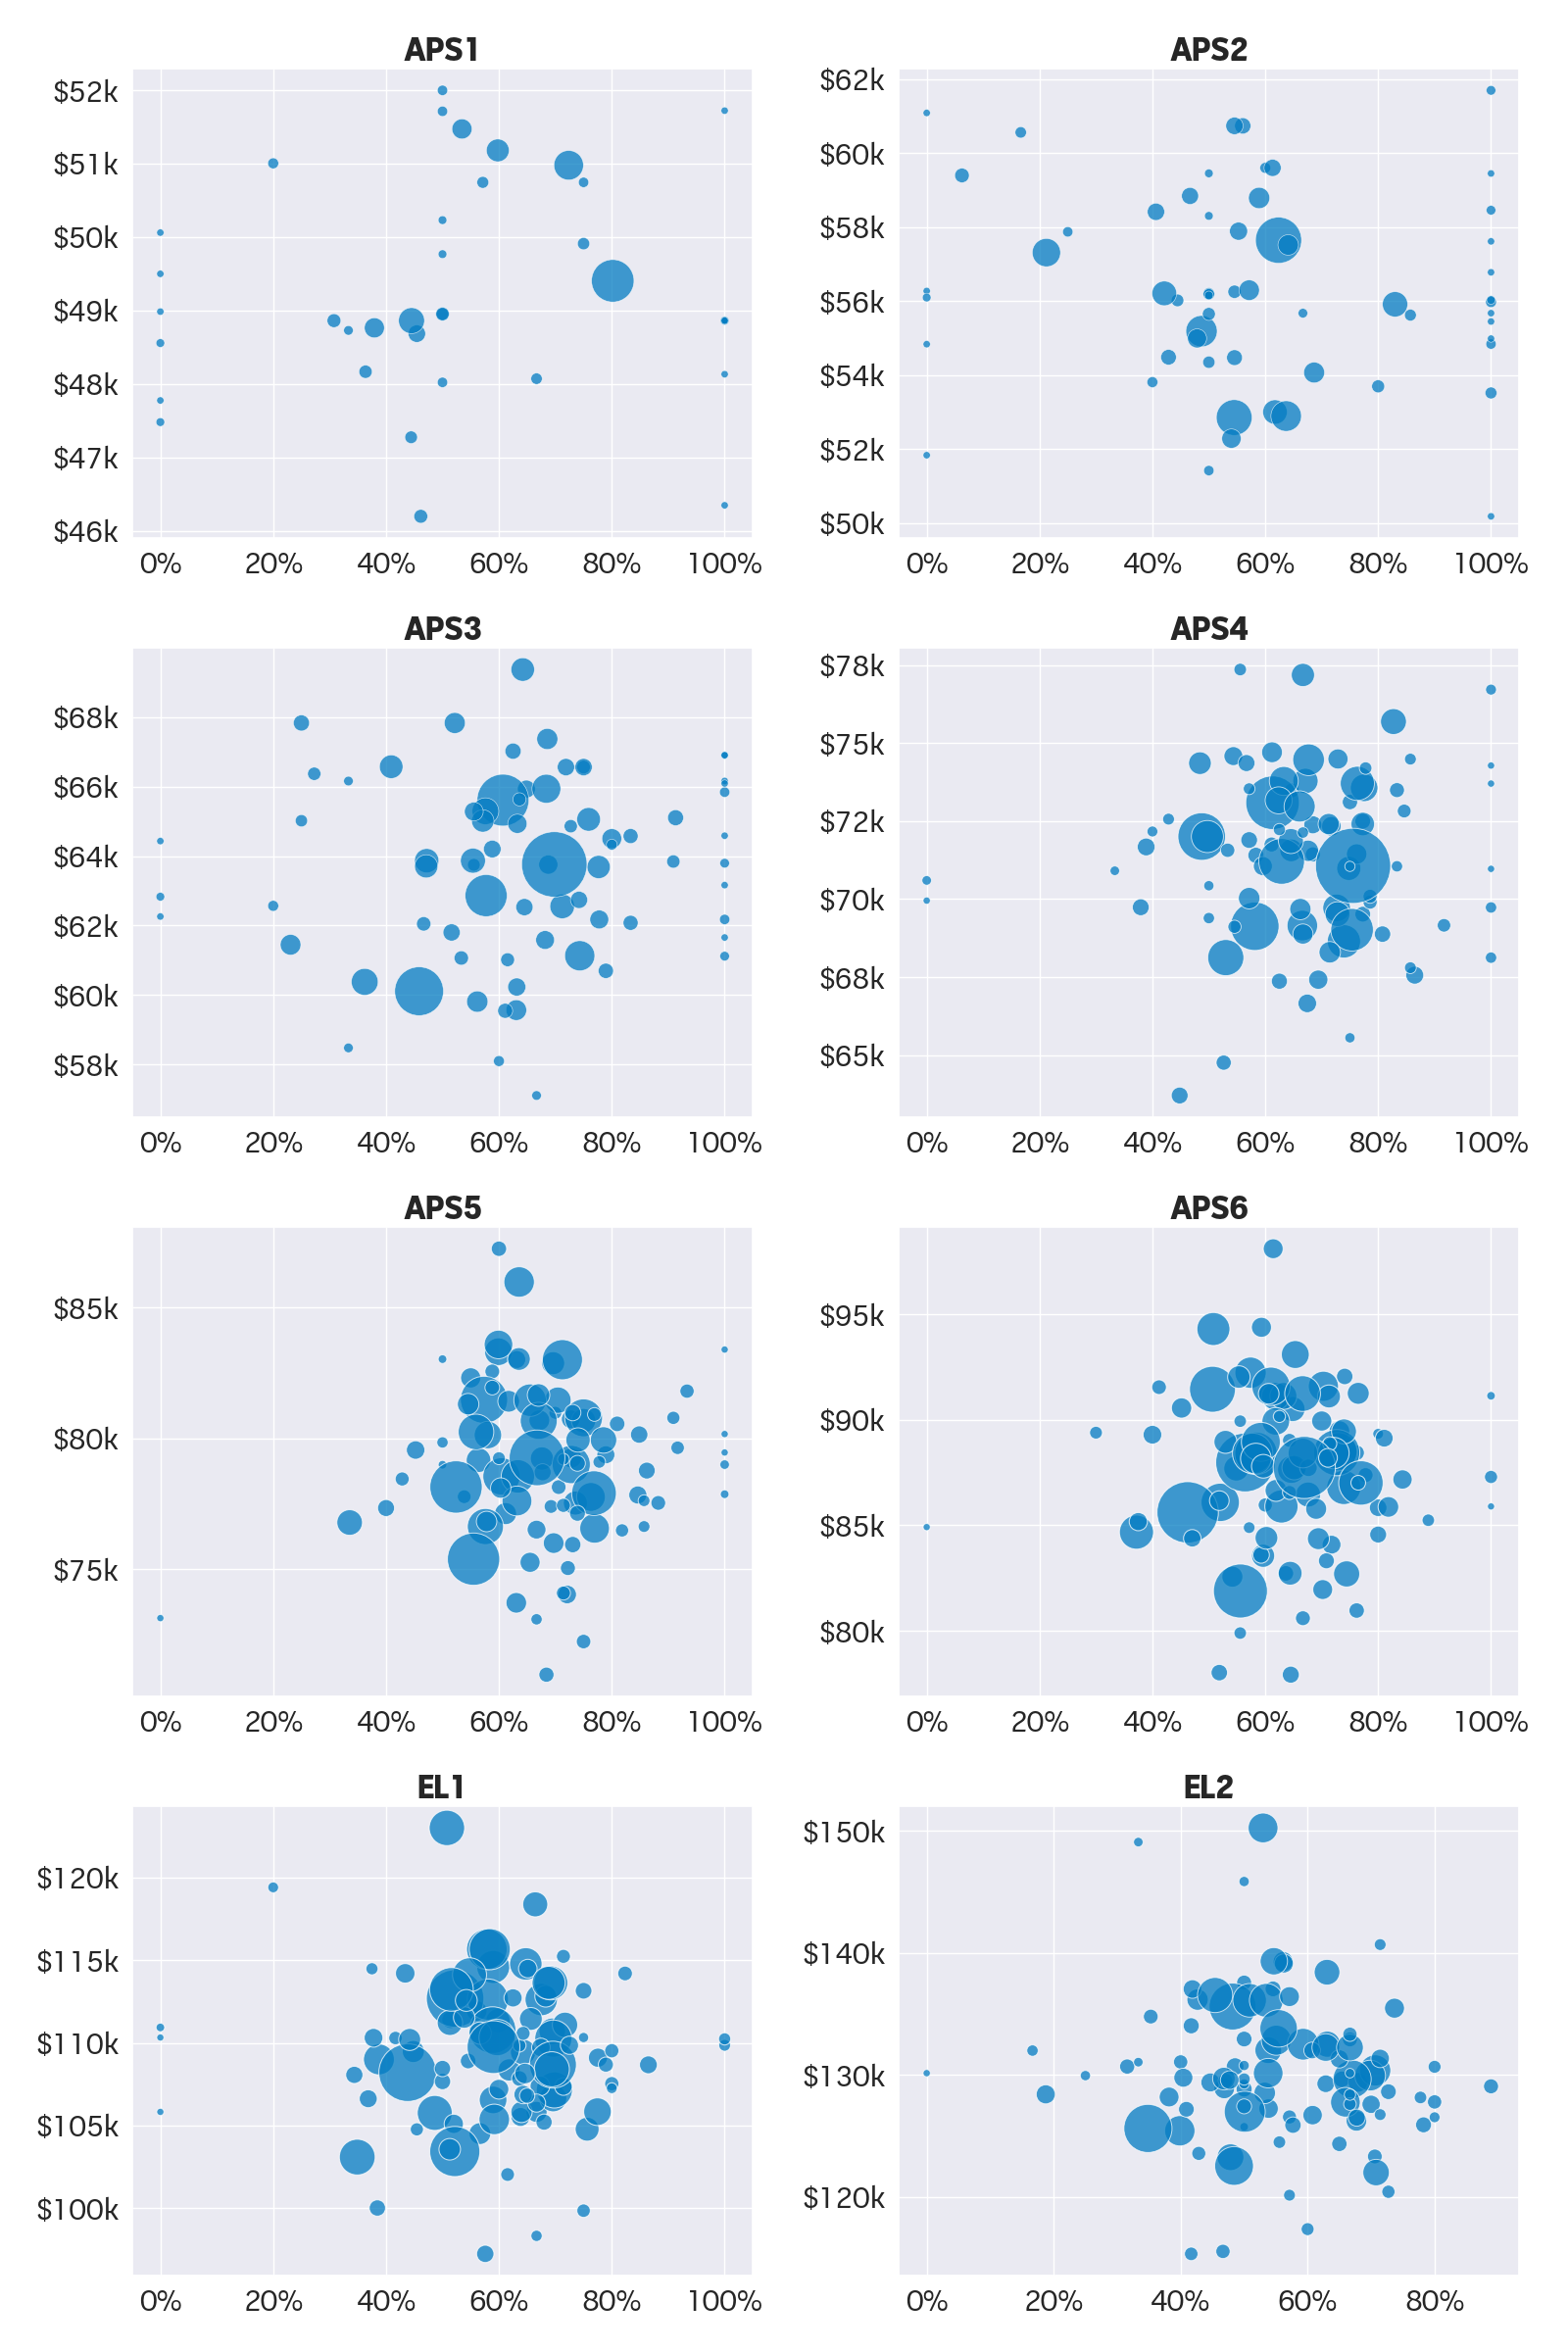 APS1
$52k
$51k
$50k
$49k
$48k
$47k
$46k
0% 20% 40% 60% 80% 100%
APS2
$62k
$60k
$58k
$56k
$54k
$52k
$50k
0% 20% 40% 60% 80% 100%
APS3
$68k
$66k
$64k
$62k
$60k
$58k
0% 20% 40% 60% 80% 100%
APS4
$78k
$75k
$72k
$70k
$68k
$65k
0% 20% 40% 60% 80% 100%
APS5
$85k
$80k
$75k
0% 20% 40% 60% 80% 100%
APS6
$95k
$90k
$85k
$80k
0% 20% 40% 60% 80% 100%
EL1
$120k
$115k
$110k
$105k
$100k
0% 20% 40% 60% 80% 100%
EL2
$150k
$140k
$130k
$120k
0% 20% 40% 60% 80%